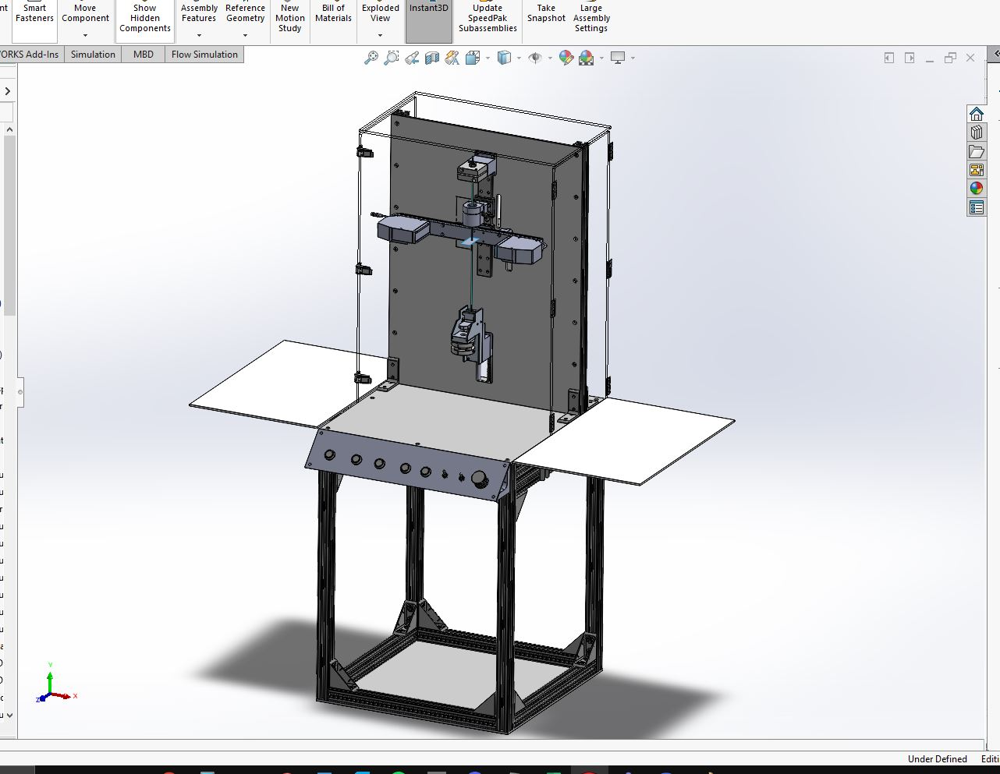 Smart
Fasteners
Move
Component
Show
Hidden
Components
Assembly
Features
Reference
Geometry
New
Motion
Study
Bill of
Materials
Exploded
View
Instant3D
Update
SpeedPak
Subassemblies
Take
Snapshot
Large
Assembly
Settings
ORKS Add-Ins
Simulation
MBD
Flow Simulation
Y
X
Z
Under Defined
Editi